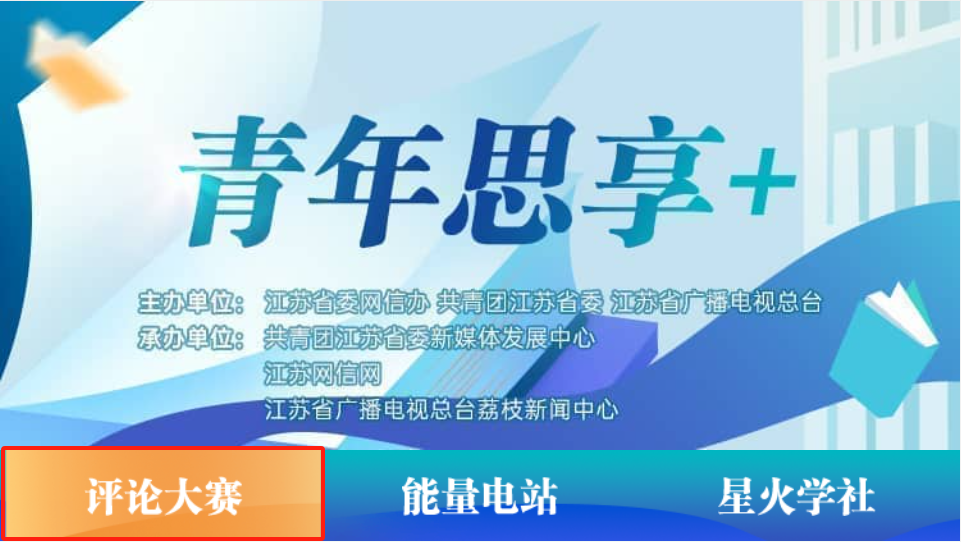 青年思享+
主办单位： 江苏省委网信办 共青团江苏省委 江苏省广播电视总台
承办单位： 共青团江苏省委新媒体发展中心
江苏网信网
江苏省广播电视总台荔枝新闻中心
评论大赛 能量电站 星火学社